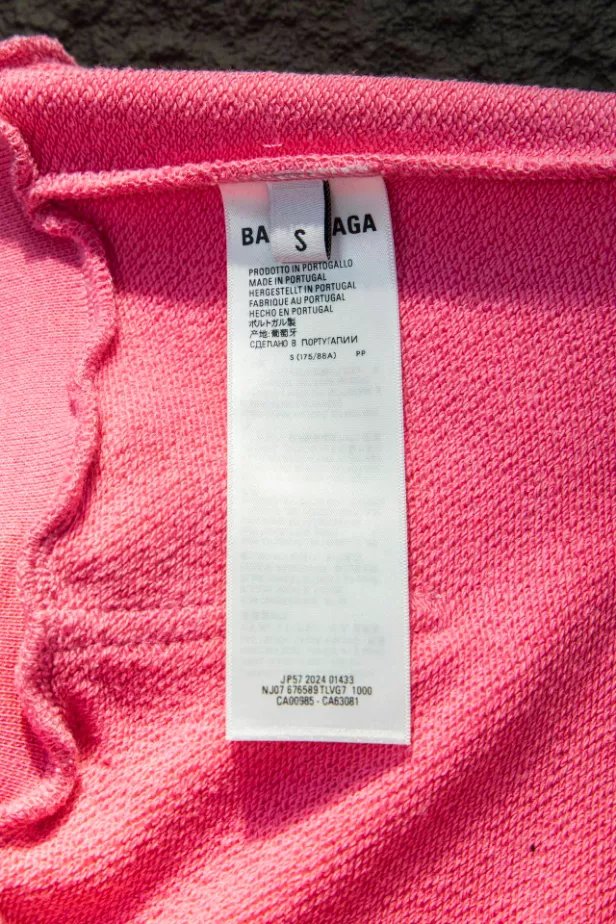 BA AGA
S
PRODOTTO IN PORTOGALLO
MADE IN PORTUGAL
HERGESTELLT IN PORTUGAL
FABRIQUE AU PORTUGAL
HECHO EN PORTUGAL
ポルトガル製
产地:葡萄牙
СДЕЛАНО В ПОРТУГАЛИИ
S (175/88A) PP
JP57 2024 01433
NJ07 676589 TLVG7 1000
CA00985 - CA63081